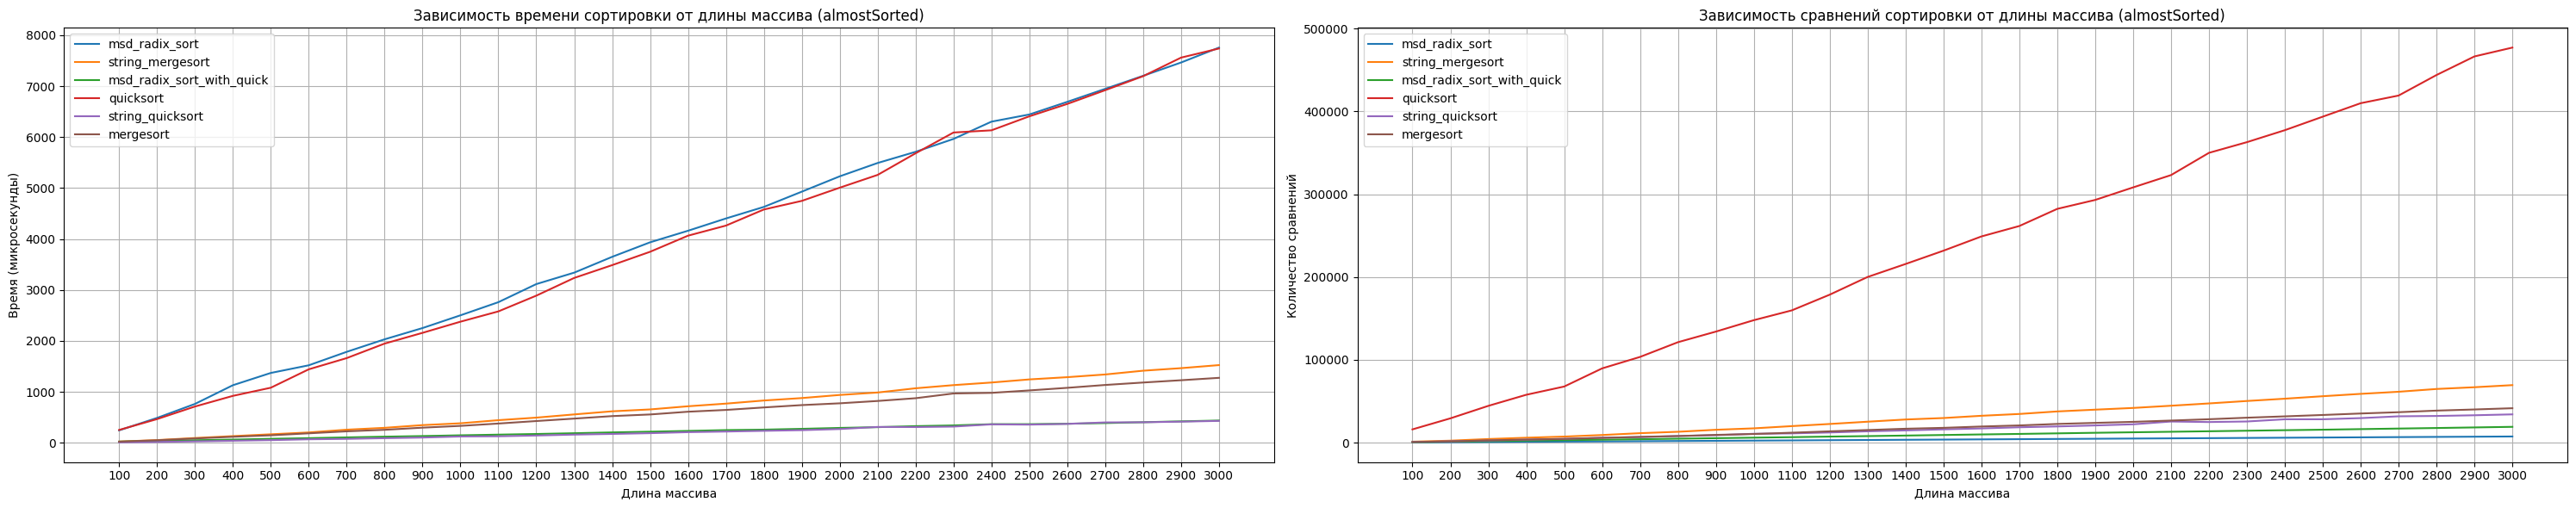 Зависимость времени сортировки от длины массива (almostSorted)
8000
7000
6000
5000
4000
3000
2000
1000
0
Время (микросекунды)
msd_radix_sort
string_mergesort
msd_radix_sort_with_quick
quicksort
string_quicksort
mergesort
100 200 300 400 500 600 700 800 900 1000 1100 1200 1300 1400 1500 1600 1700 1800 1900 2000 2100 2200 2300 2400 2500 2600 2700 2800 2900 3000
Длина массива
Зависимость сравнений сортировки от длины массива (almostSorted)
500000
400000
300000
200000
100000
0
Количество сравнений
msd_radix_sort
string_mergesort
msd_radix_sort_with_quick
quicksort
string_quicksort
mergesort
100 200 300 400 500 600 700 800 900 1000 1100 1200 1300 1400 1500 1600 1700 1800 1900 2000 2100 2200 2300 2400 2500 2600 2700 2800 2900 3000
Длина массива